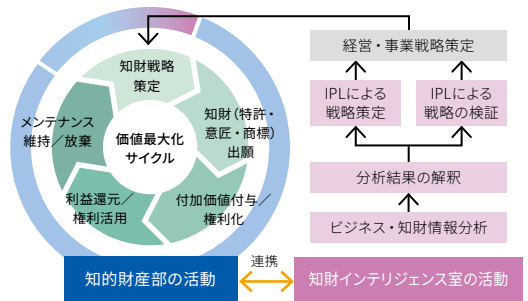 知財戦略
策定
知財（特許・
意匠・商標）
出願
付加価値付与／
権利化
利益還元／
権利活用
メンテナンス
維持／放棄
価値最大化
サイクル
経営・事業戦略策定
IPLによる
戦略策定
IPLによる
戦略の検証
分析結果の解釈
ビジネス・知財情報分析
知的財産部の活動
連携
知財インテリジェンス室の活動